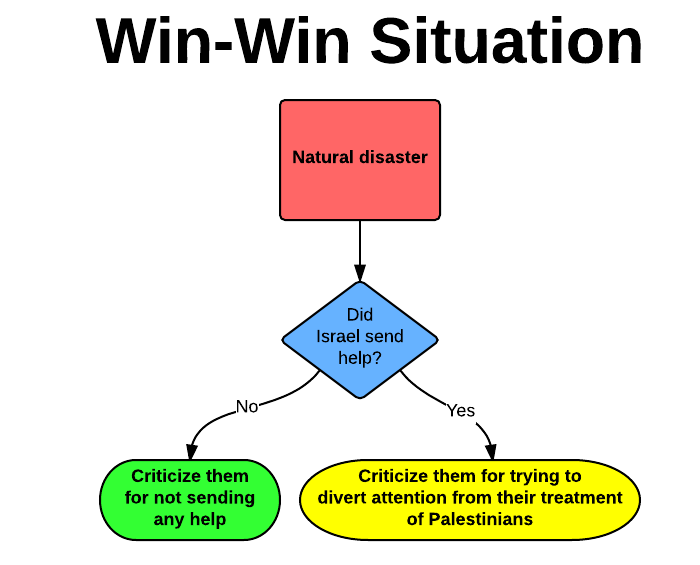 Win-Win Situation
Natural disaster
Did
Israel send
help?
No
Yes
Criticize them
for not sending
any help
Criticize them for trying to
divert attention from their treatment
of Palestinians